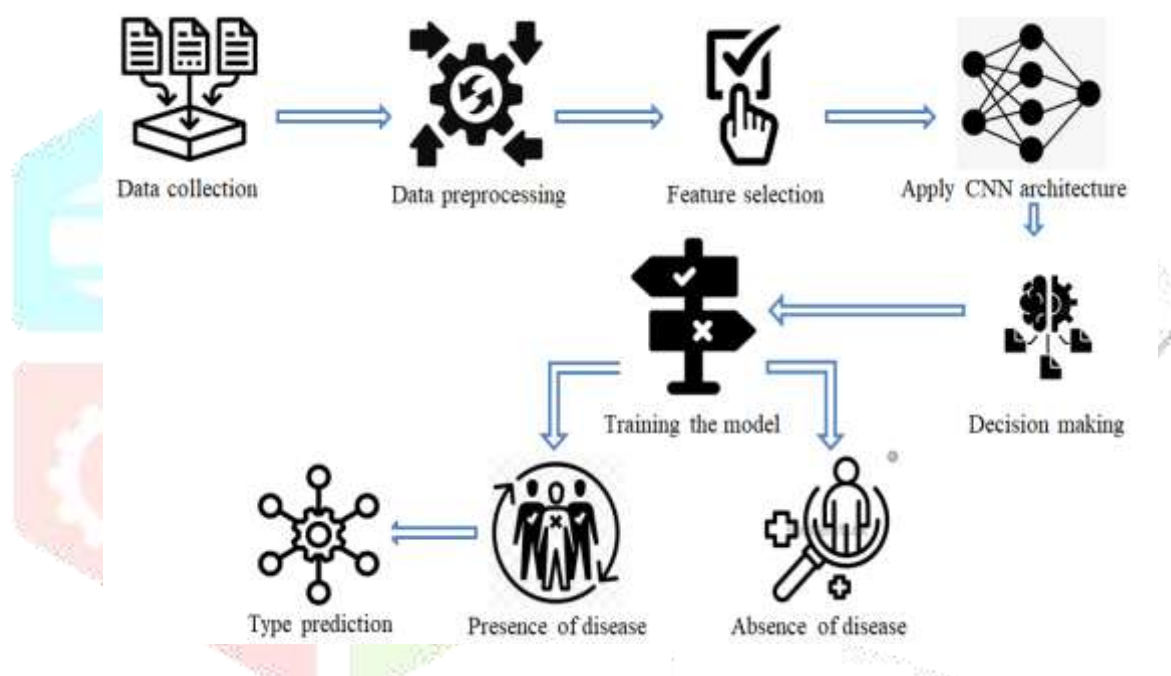 Data collection
Data preprocessing
Feature selection
Apply CNN architecture
Training the model
Decision making
Type prediction
Presence of disease
Absence of disease